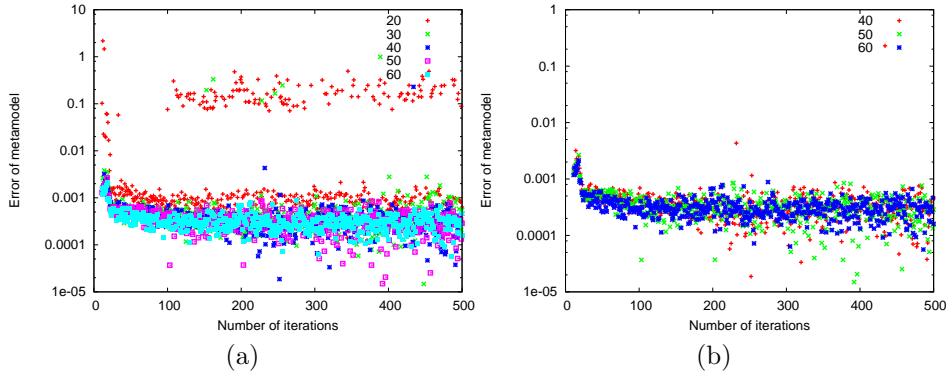 10
1
0.1
0.01
0.001
0.0001
1e-05
0 100 200 300 400 500
Error of metamodel
Number of iterations
20
30
40
50
60
(a)
1
0.1
0.01
0.001
0.0001
1e-05
0 100 200 300 400 500
Error of metamodel
Number of iterations
40
50
60
(b)